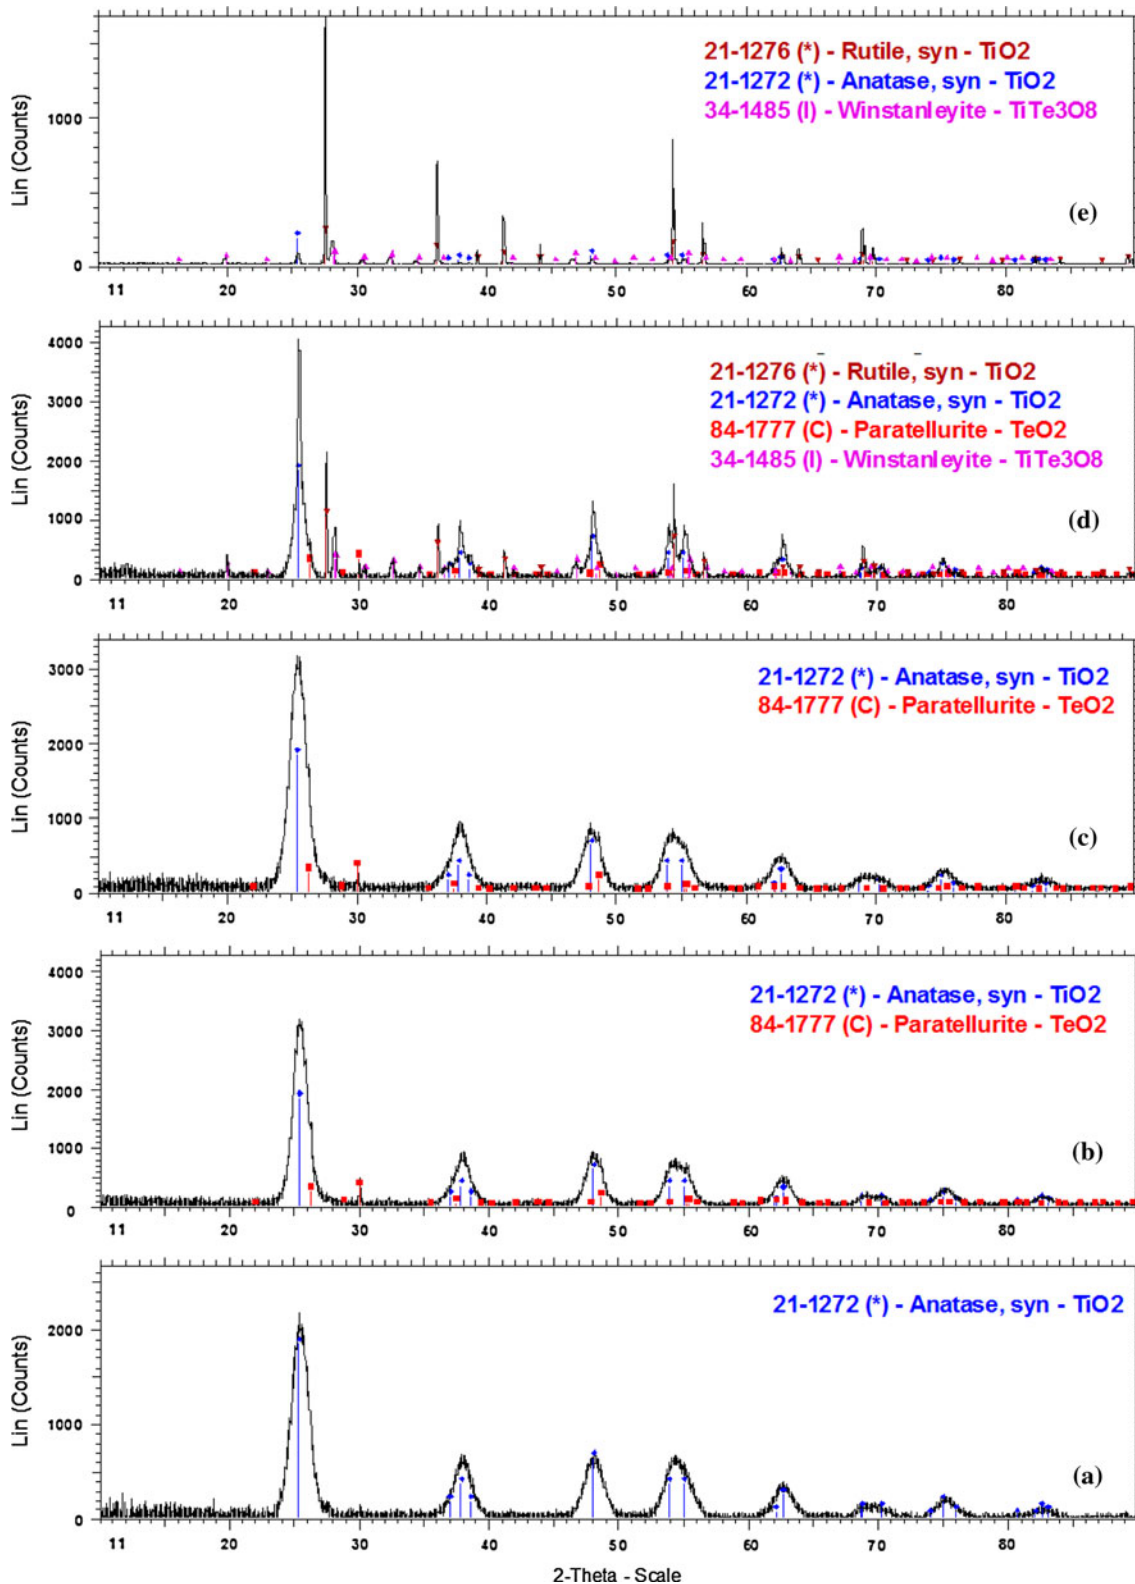 21-1276 (*) - Rutile, syn - TiO2
21-1272 (*) - Anatase, syn - TiO2
34-1485 (I) - Winstanleyite - TiTe3O8
Lin (Counts)
1000
0
(e)
11 20 30 40 50 60 70 80
21-1276 (*) - Rutile, syn - TiO2
21-1272 (*) - Anatase, syn - TiO2
84-1777 (C) - Paratellurite - TeO2
34-1485 (I) - Winstanleyite - TiTe3O8
Lin (Counts)
4000
3000
2000
1000
0
(d)
11 20 30 40 50 60 70 80
21-1272 (*) - Anatase, syn - TiO2
84-1777 (C) - Paratellurite - TeO2
Lin (Counts)
3000
2000
1000
0
(c)
11 20 30 40 50 60 70 80
21-1272 (*) - Anatase, syn - TiO2
84-1777 (C) - Paratellurite - TeO2
Lin (Counts)
4000
3000
2000
1000
0
(b)
11 20 30 40 50 60 70 80
21-1272 (*) - Anatase, syn - TiO2
Lin (Counts)
2000
1000
0
(a)
11 20 30 40 50 60 70 80
2-Theta - Scale